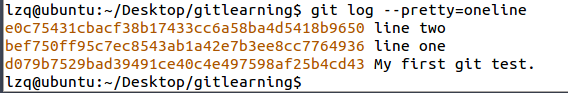 lzq@ubuntu:~/Desktop/gitlearning$ git log --pretty=oneline
e0c75431cbacf38b17433cc6a58ba4d5418b9650 line two
bef750ff95c7ec8543ab1a42e7b3ee8cc7764936 line one
d079b7529bad39491ce40c4e497598af25b4cd43 My first git test.
lzq@ubuntu:~/Desktop/gitlearning$